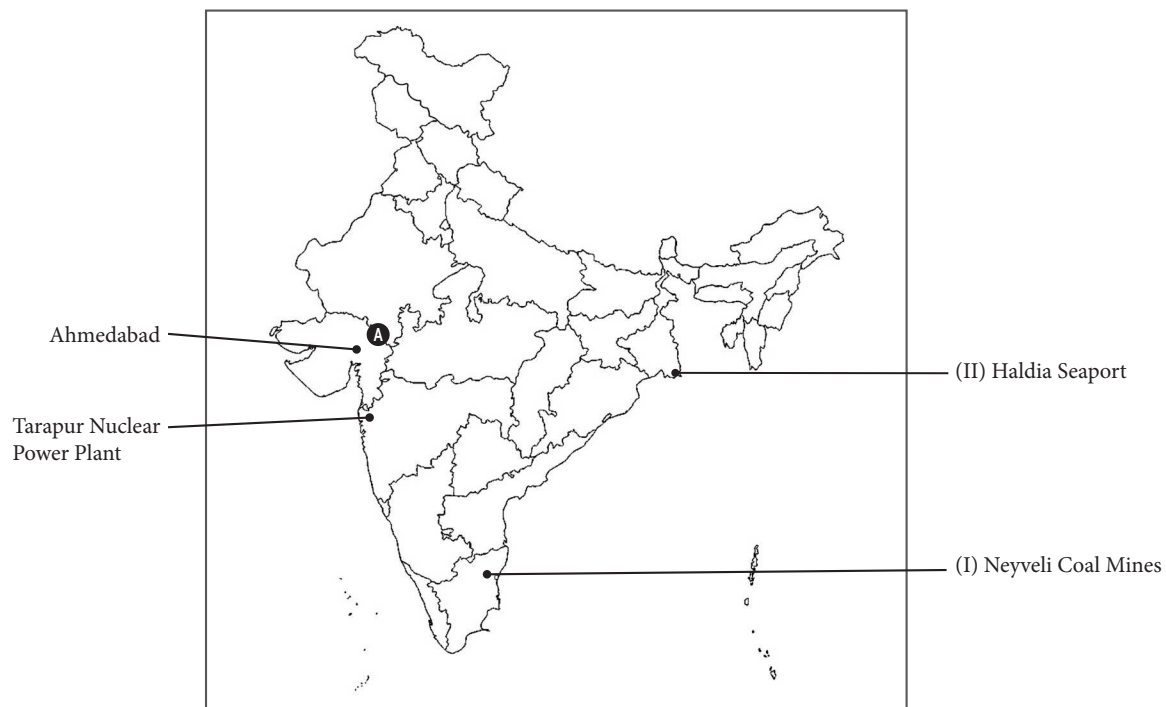 Ahmedabad
A
Tarapur Nuclear
Power Plant
(II) Haldia Seaport
(I) Neyveli Coal Mines